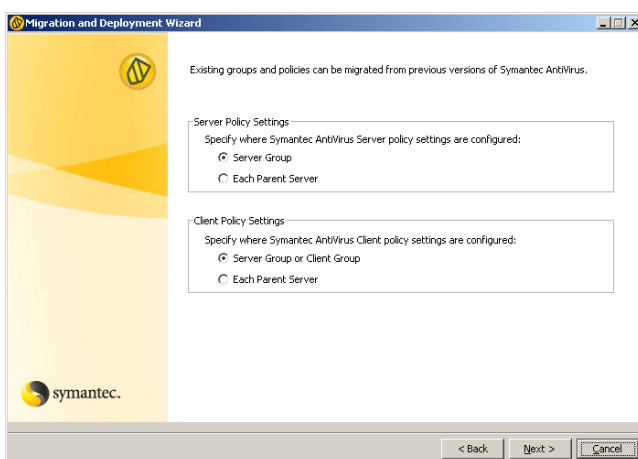 Migration and Deployment Wizard
Existing groups and policies can be migrated from previous versions of Symantec AntiVirus.
Server Policy Settings
Specify where Symantec AntiVirus Server policy settings are configured:
Server Group
Each Parent Server
Client Policy Settings
Specify where Symantec AntiVirus Client policy settings are configured:
Server Group or Client Group
Each Parent Server
symantec.
< Back Next > Cancel